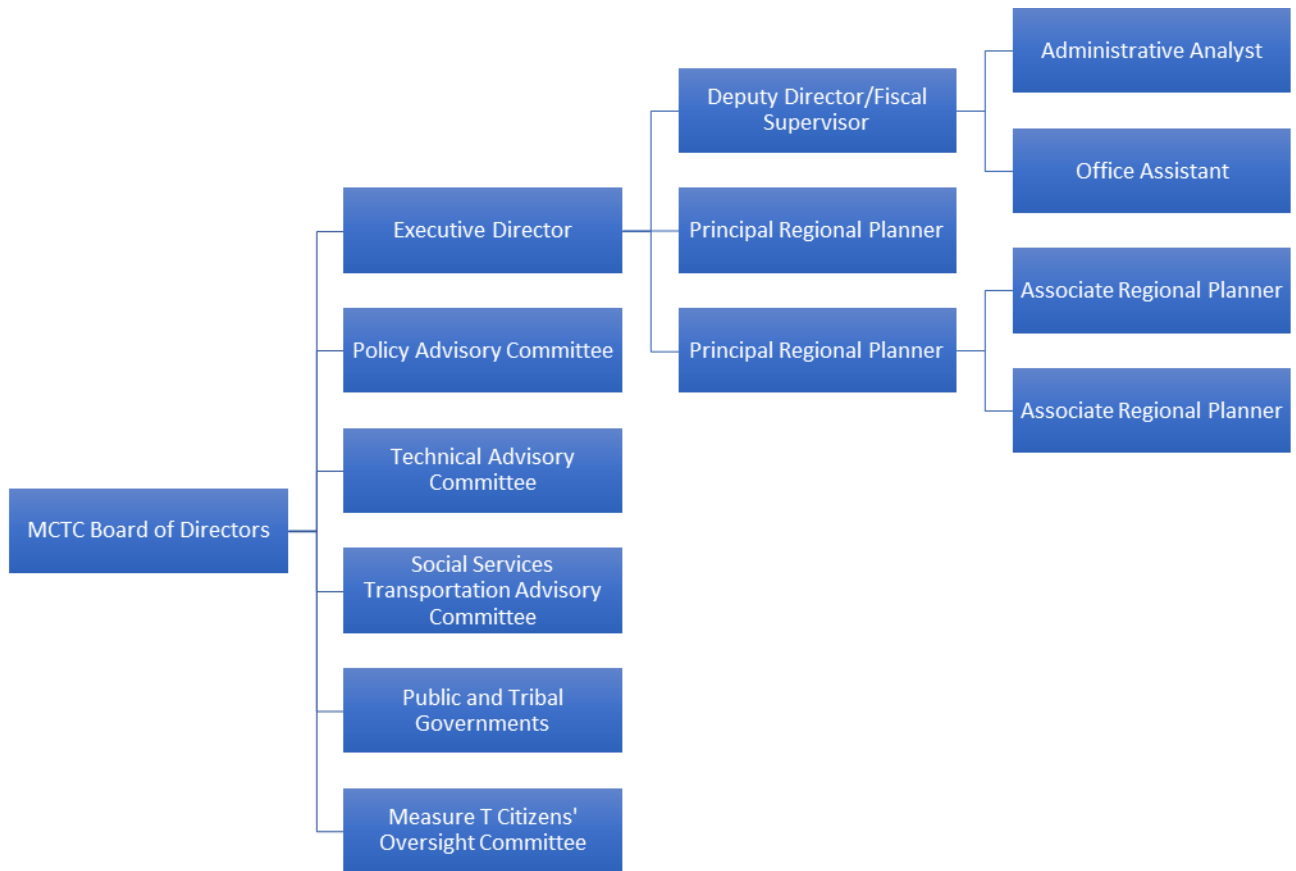 Administrative Analyst
Deputy Director/Fiscal
Supervisor
Office Assistant
Executive Director
Principal Regional Planner
Associate Regional Planner
Policy Advisory Committee
Principal Regional Planner
Associate Regional Planner
Technical Advisory
Committee
MCTC Board of Directors
Social Services
Transportation Advisory
Committee
Public and Tribal
Governments
Measure T Citizens'
Oversight Committee